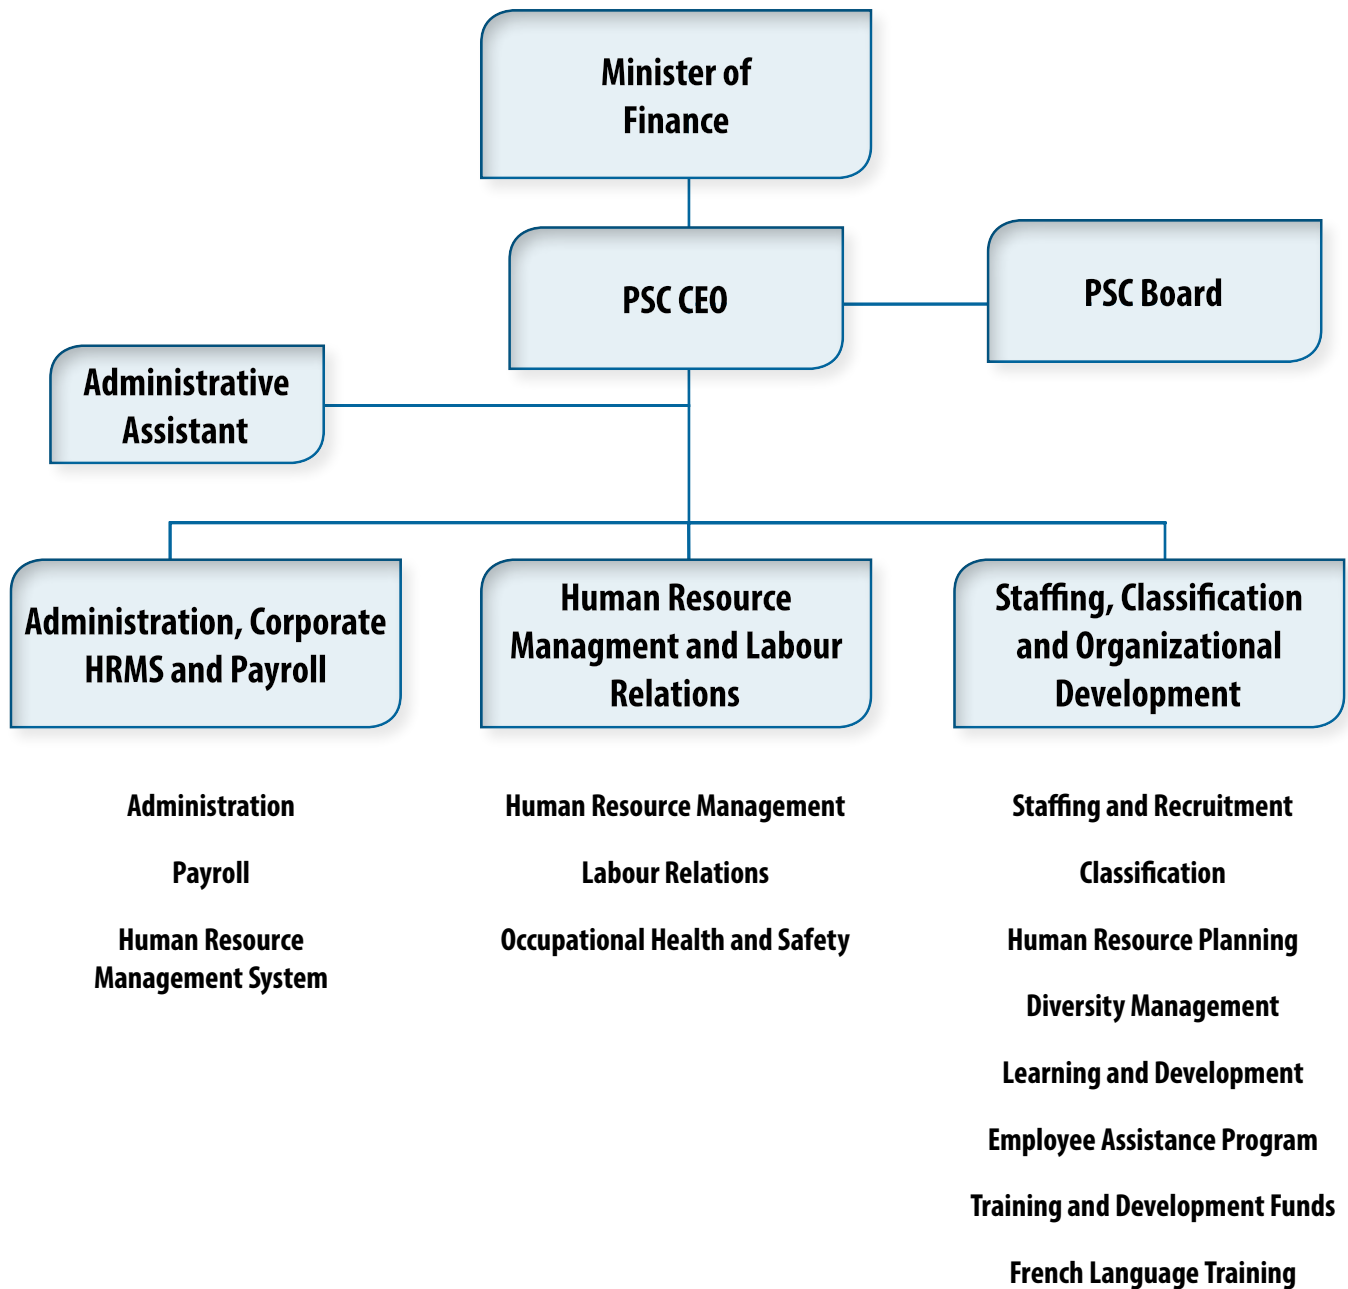 Minister of
Finance
PSC CEO
PSC Board
Administrative
Assistant
Administration, Corporate
HRMS and Payroll
Human Resource
Managment and Labour
Relations
Staffing, Classification
and Organizational
Development
Administration
Payroll
Human Resource
Management System
Human Resource Management
Labour Relations
Occupational Health and Safety
Staffing and Recruitment
Classification
Human Resource Planning
Diversity Management
Learning and Development
Employee Assistance Program
Training and Development Funds
French Language Training